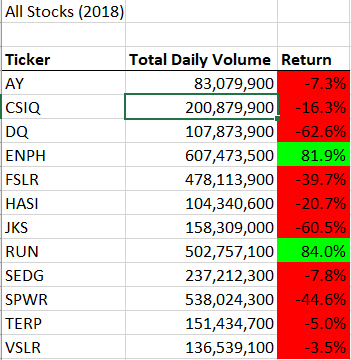 All Stocks (2018)
Ticker Total Daily Volume Return
AY 83,079,900 -7.3%
CSIQ 200,879,900 -16.3%
DQ 107,873,900 -62.6%
ENPH 607,473,500 81.9%
FSLR 478,113,900 -39.7%
HASI 104,340,600 -20.7%
JKS 158,309,000 -60.5%
RUN 502,757,100 84.0%
SEDG 237,212,300 -7.8%
SPWR 538,024,300 -44.6%
TERP 151,434,700 -5.0%
VSLR 136,539,100 -3.5%